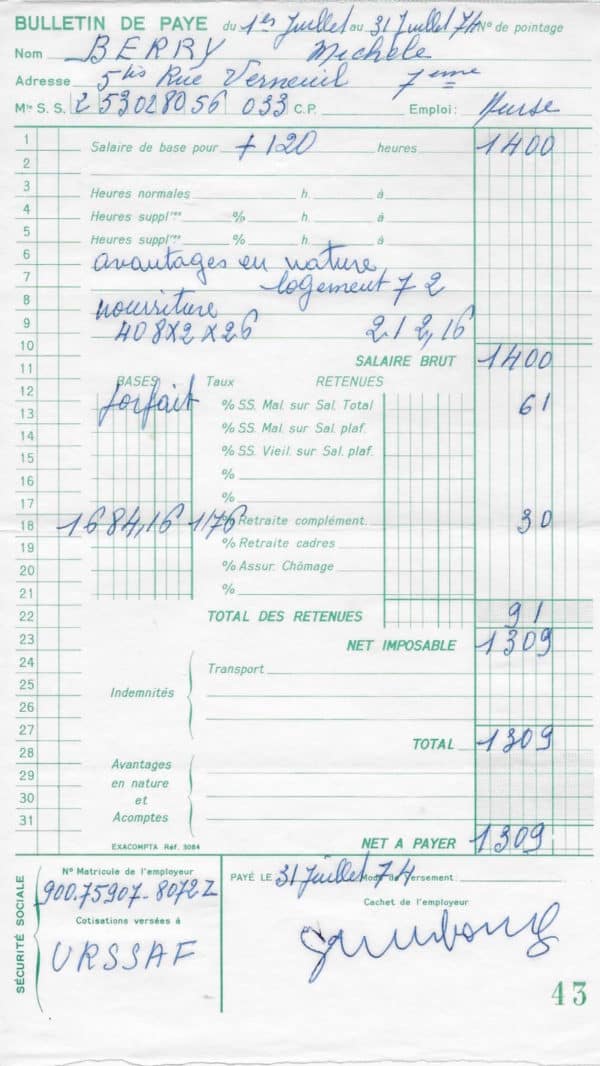 BULLETIN DE PAYE du 1er Juillet au 31 Juillet 74 N° de pointage
Nom BERRY Michèle
Adresse 5 bis Rue Verneuil 7eme
Mle S. S. 2 53028056 033 C.P. Emploi: Nurse
1 Salaire de base pour + 120 heures 1400
2
3 Heures normales h. à
4 Heures suppl res % h. à
5 Heures suppl res % h. à
6 avantages en nature
7 logement 72
8 nourriture
9 408X2X26 212,16
10
11 SALAIRE BRUT 1400
BASES Taux RETENUES
12 forfait
13 % SS. Mal. sur Sal. Total 61
14 % SS. Mal. sur Sal. plaf.
15 % SS. Vieil. sur Sal. plaf.
16 %
17 %
18 1684,16 1,76 Retraite complément. 30
19 % Retraite cadres
20 % Assur. Chômage
21 %
22 TOTAL DES RETENUES 91
23 NET IMPOSABLE 1309
24 Transport
25 Indemnités
26
27 TOTAL 1309
28 Avantages
29 en nature
30 et
31 Acomptes
EXACOMPTA Réf. 3084 NET A PAYER 1309
SÉCURITÉ SOCIALE
N° Matricule de l'employeur
900.75907-8072Z
Cotisations versées à
URSSAF
PAYÉ LE 31 Juillet 74 Mode de versement
Cachet de l'employeur
43